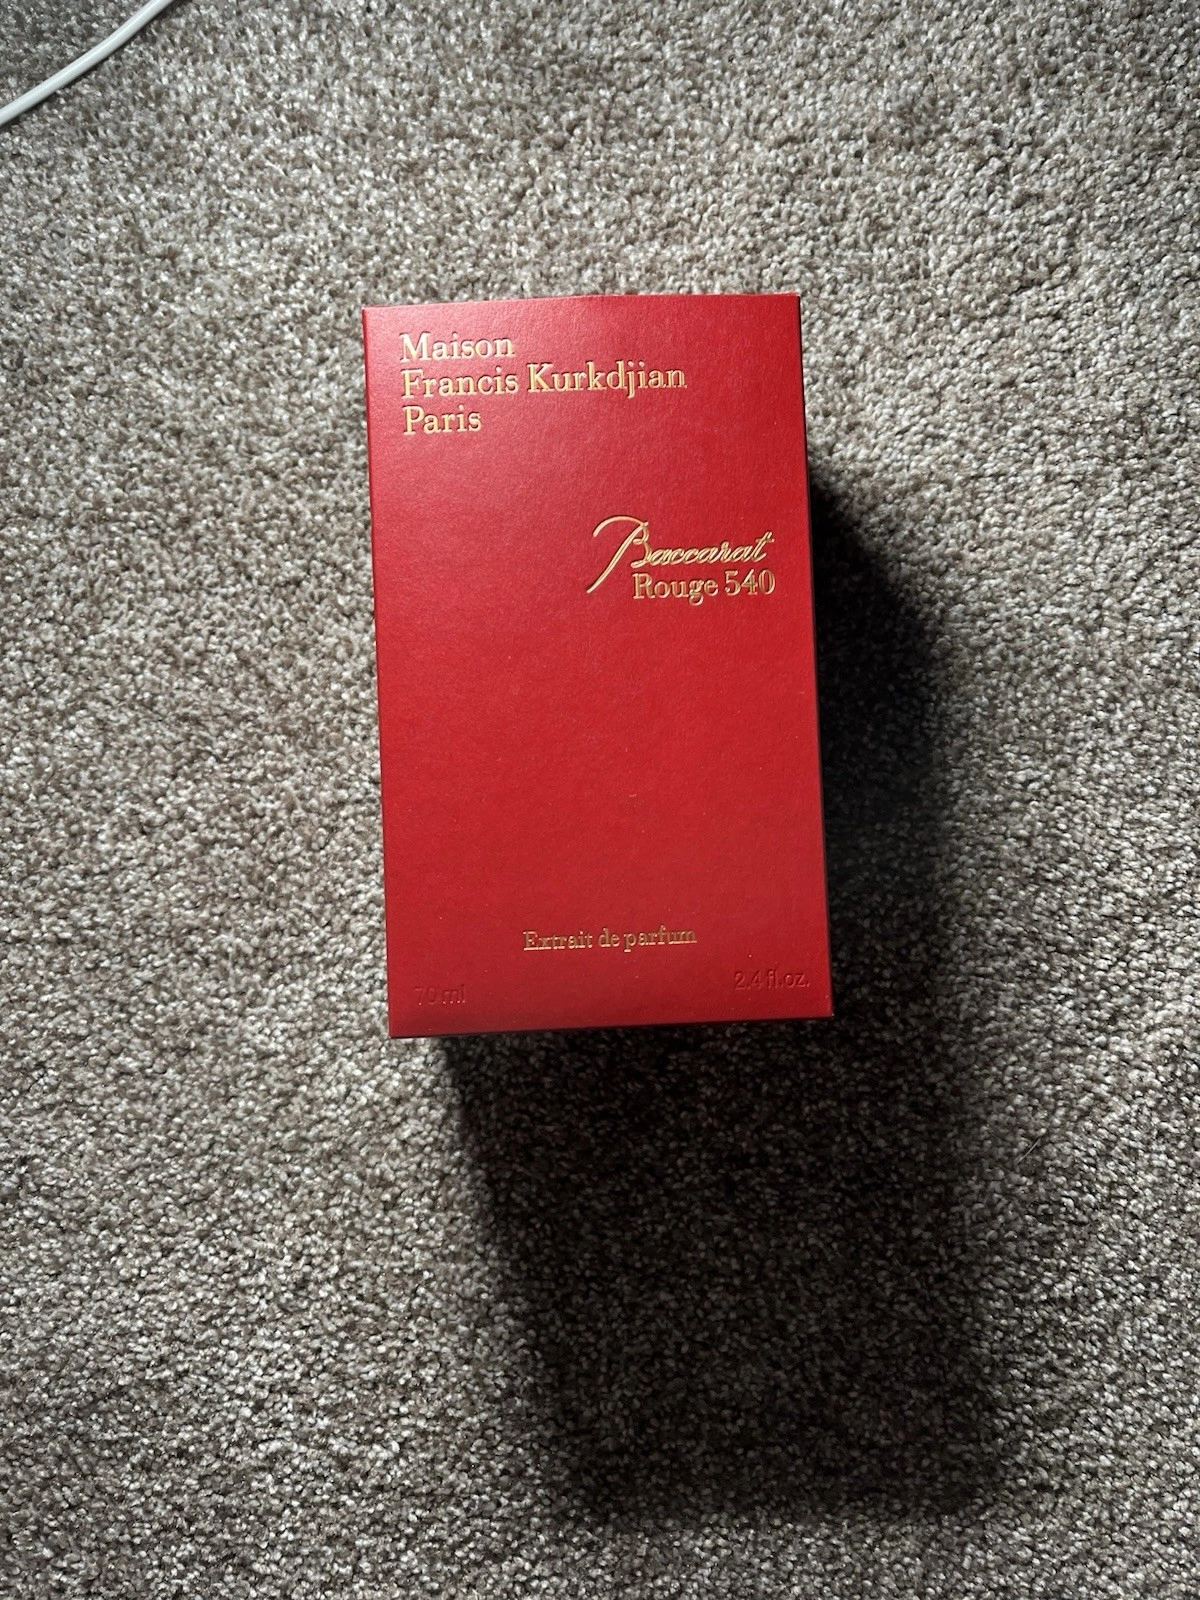 Maison
Francis Kurkdjian
Paris
Baccarat
Rouge 540
Extrait de parfum
70 ml
2.4 fl.oz.